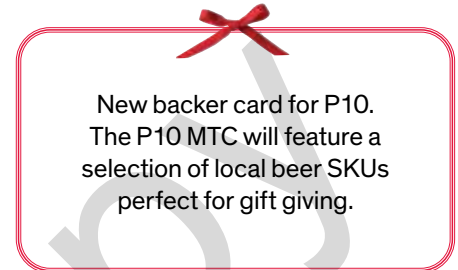 New backer card for P10.
The P10 MTC will feature a
selection of local beer SKUs
perfect for gift giving.